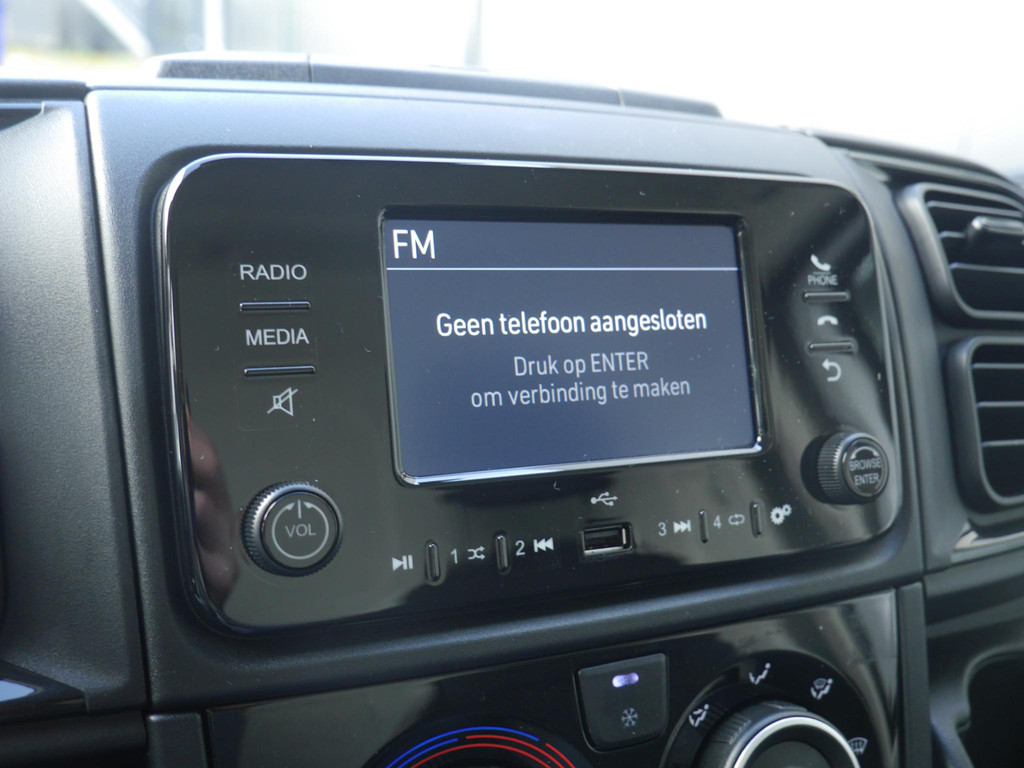 FM
Geen telefoon aangesloten
Druk op ENTER
om verbinding te maken
RADIO
MEDIA
VOL
PHONE
BROWSE
ENTER
1
2
3
4